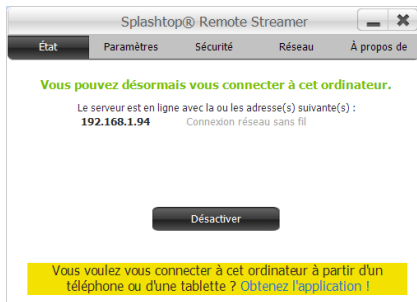 Splashtop® Remote Streamer
État Paramètres Sécurité Réseau À propos de
Vous pouvez désormais vous connecter à cet ordinateur.
Le serveur est en ligne avec la ou les adresse(s) suivante(s) :
192.168.1.94 Connexion réseau sans fil
Désactiver
Vous voulez vous connecter à cet ordinateur à partir d'un
téléphone ou d'une tablette ? Obtenez l'application !